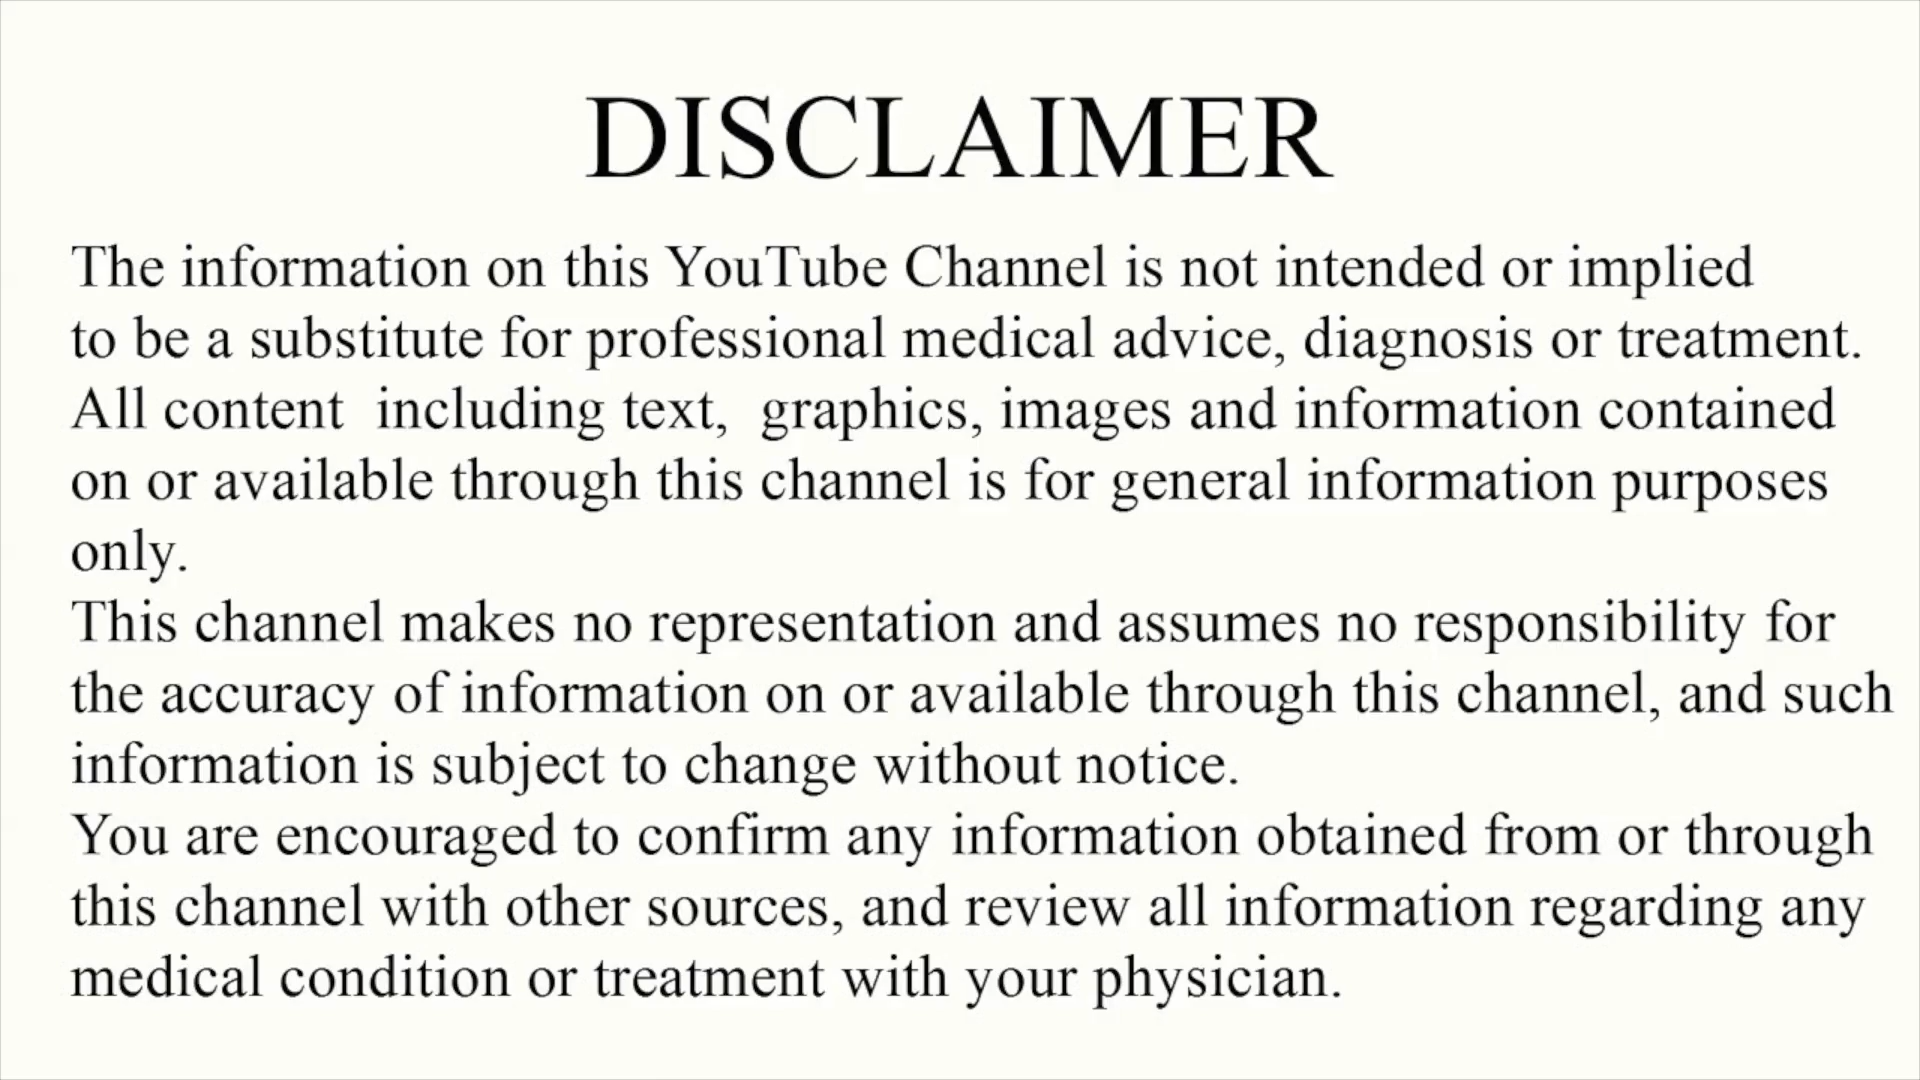 DISCLAIMER
The information on this YouTube Channel is not intended or implied
to be a substitute for professional medical advice, diagnosis or treatment.
All content  including text,  graphics, images and information contained
on or available through this channel is for general information purposes
only.
This channel makes no representation and assumes no responsibility for
the accuracy of information on or available through this channel, and such
information is subject to change without notice.
You are encouraged to confirm any information obtained from or through
this channel with other sources, and review all information regarding any
medical condition or treatment with your physician.